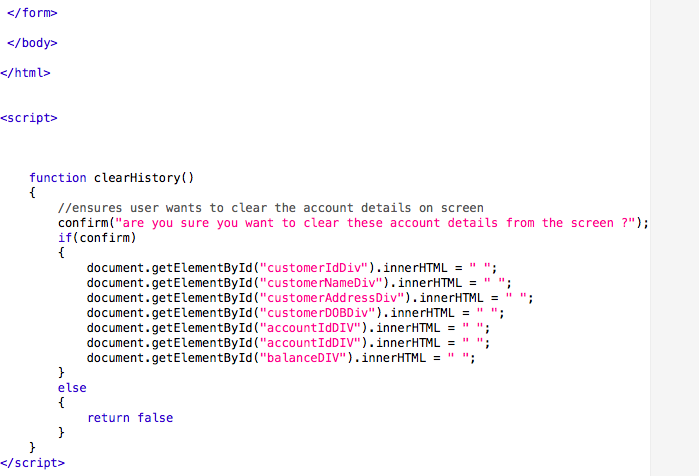 </form>
</body>
</html>
<script>
function clearHistory()
{
//ensures user wants to clear the account details on screen
confirm("are you sure you want to clear these account details from the screen ?");
if(confirm)
{
document.getElementById("customerIdDiv").innerHTML = " ";
document.getElementById("customerNameDiv").innerHTML = " ";
document.getElementById("customerAddressDiv").innerHTML = " ";
document.getElementById("customerDOBDiv").innerHTML = " ";
document.getElementById("accountIdDIV").innerHTML = " ";
document.getElementById("accountIdDIV").innerHTML = " ";
document.getElementById("balanceDIV").innerHTML = " ";
}
else
{
return false
}
}
</script>